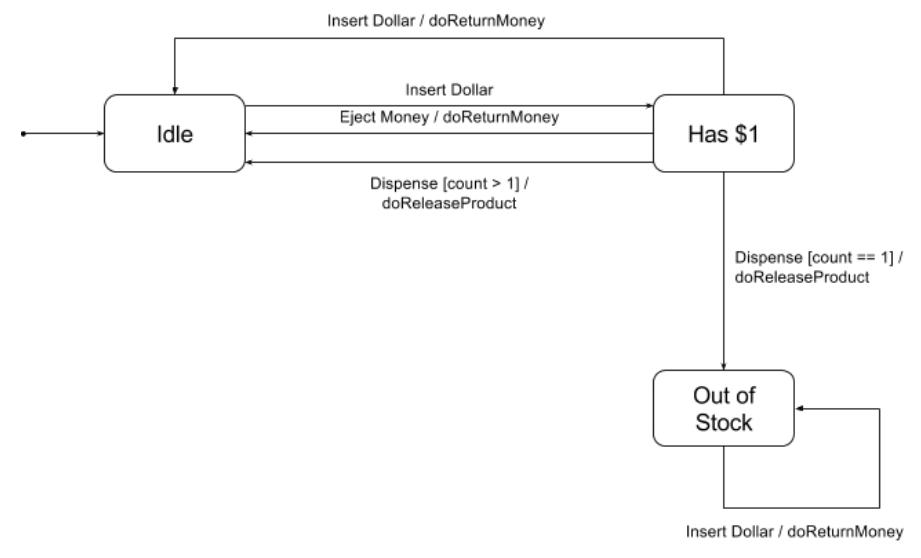 Insert Dollar / doReturnMoney
Insert Dollar
Eject Money / doReturnMoney
Idle
Has $1
Dispense [count > 1] /
doReleaseProduct
Dispense [count == 1] /
doReleaseProduct
Out of
Stock
Insert Dollar / doReturnMoney